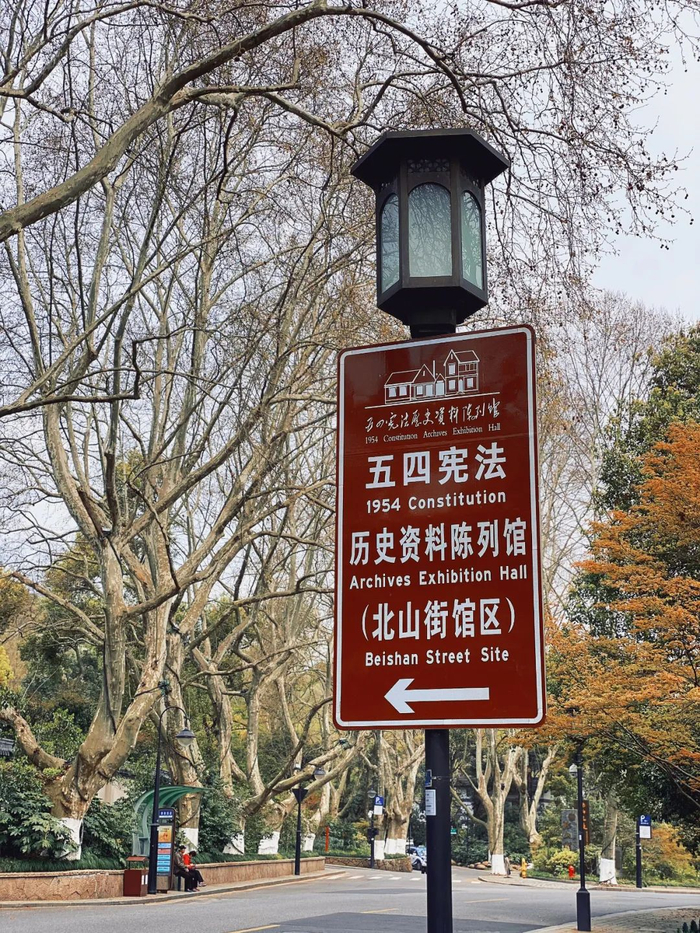 五四宪法历史资料陈列馆
1954 Constitution Archives Exhibition Hall
五四宪法
1954 Constitution
历史资料陈列馆
Archives Exhibition Hall
(北山街馆区)
Beishan Street Site